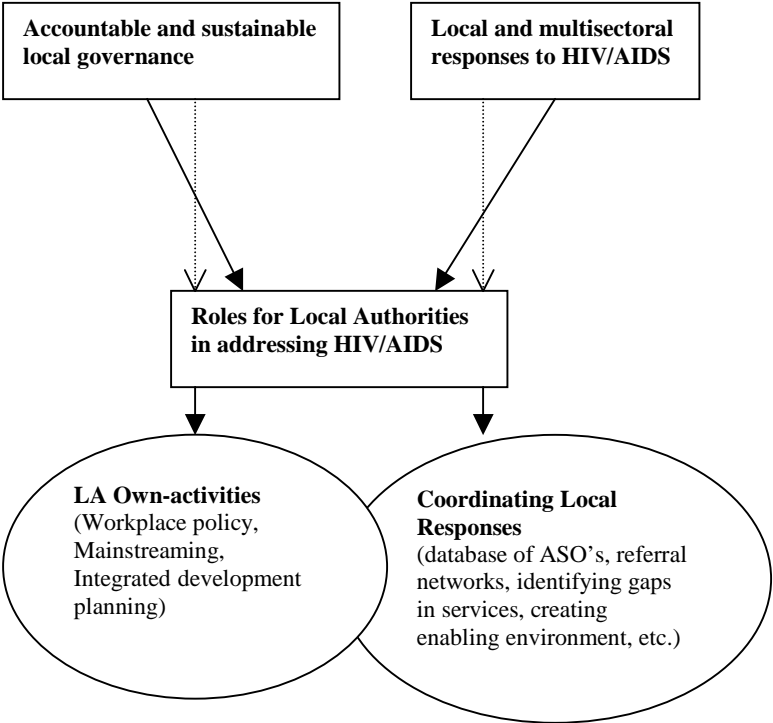 Accountable and sustainable
local governance
Local and multisectoral
responses to HIV/AIDS
Roles for Local Authorities
in addressing HIV/AIDS
LA Own-activities
(Workplace policy,
Mainstreaming,
Integrated development
planning)
Coordinating Local
Responses
(database of ASO's, referral
networks, identifying gaps
in services, creating
enabling environment, etc.)